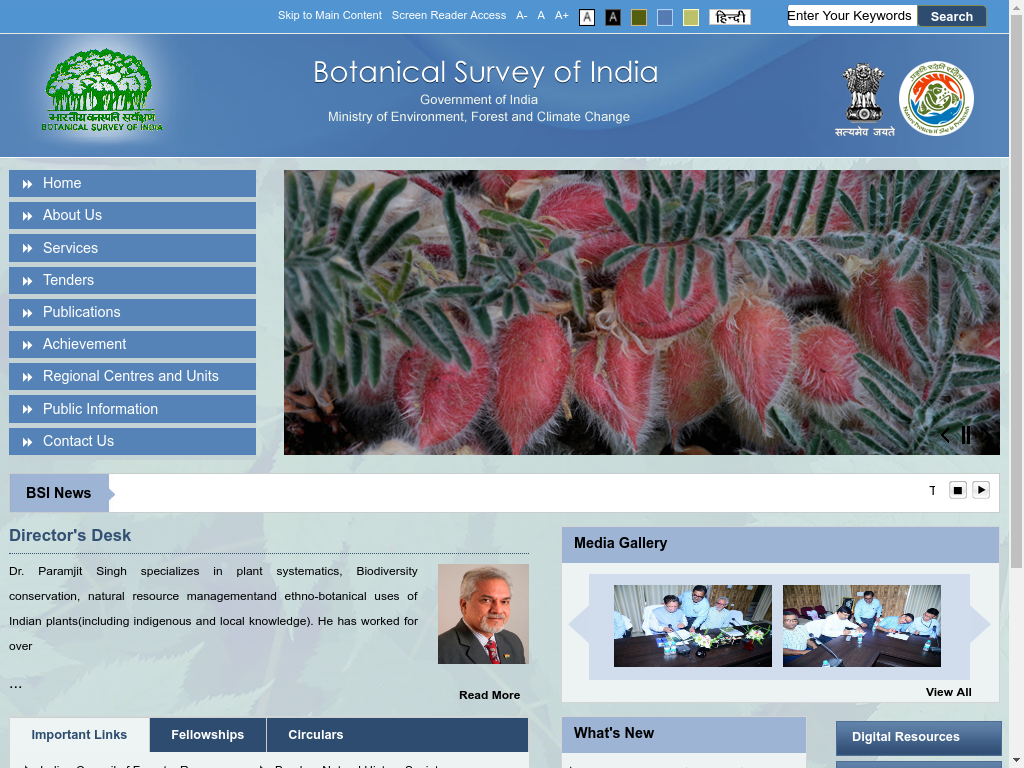 Skip to Main Content Screen Reader Access A- A A+ A A हिन्दी Enter Your Keywords Search
भारतीय वनस्पति सर्वेक्षण
BOTANICAL SURVEY OF INDIA
Botanical Survey of India
Government of India
Ministry of Environment, Forest and Climate Change
सत्यमेव जयते
Home
About Us
Services
Tenders
Publications
Achievement
Regional Centres and Units
Public Information
Contact Us
BSI News
Director's Desk
Dr. Paramjit Singh specializes in plant systematics, Biodiversity
conservation, natural resource managementand ethno-botanical uses of
Indian plants(including indigenous and local knowledge). He has worked for
over
...
Read More
Media Gallery
View All
Important Links Fellowships Circulars
What's New
Digital Resources